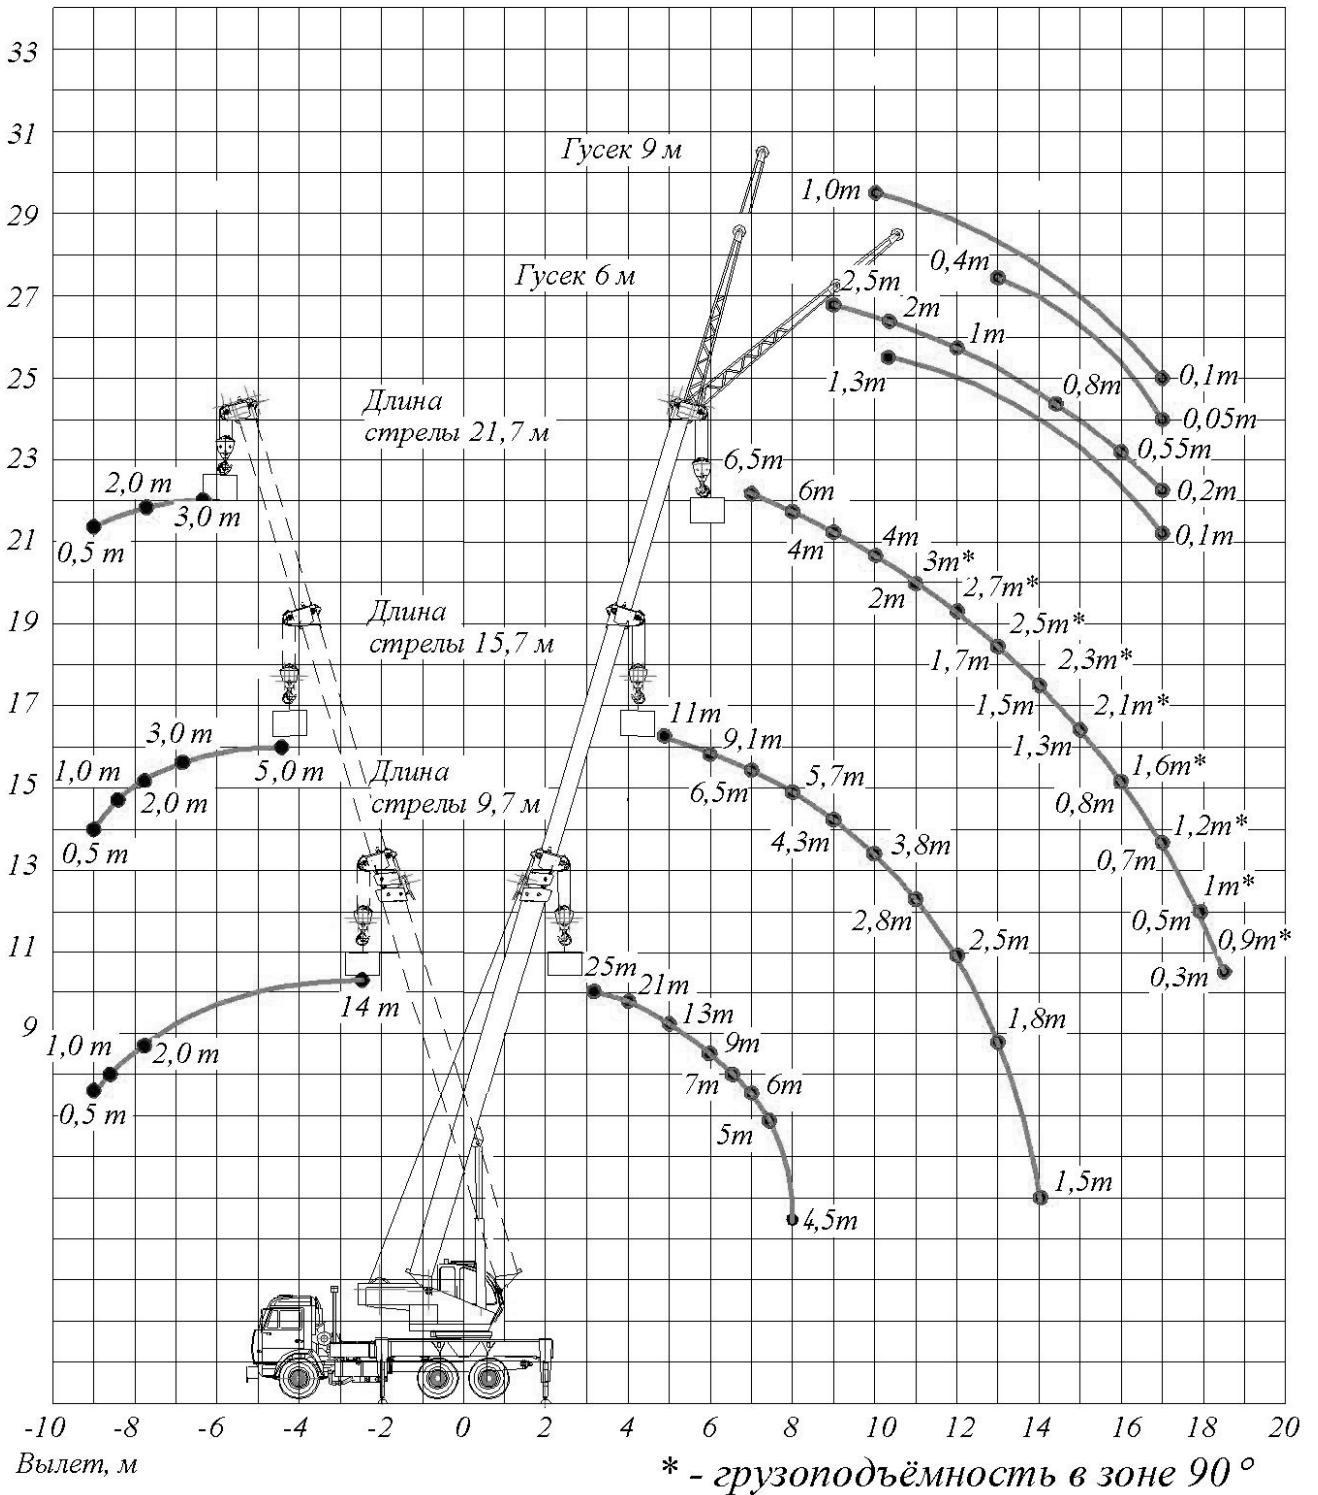 33
31
Гусек 9 м
1,0т
29
0,4т
Гусек 6 м
27
2,5т
2т
1т
25
1,3т
0,8т
0,1т
Длина
стрелы 21,7 м
0,05т
0,55т
23
6,5т
2,0 т
6т
0,2т
3,0 т
21
0,5 т
4т
4т
0,1т
3т*
2т
2,7т*
19
Длина
стрелы 15,7 м
2,5т*
1,7т
2,3т*
17
11т
1,5т
2,1т*
3,0 т
9,1т
1,3т
1,0 т
5,0 т
Длина
стрелы 9,7 м
5,7т
1,6т*
15
2,0 т
6,5т
0,8т
4,3т
3,8т
1,2т*
0,5 т
0,7т
13
1т*
2,8т
0,5т
11
2,5т
0,9т*
25т
21т
0,3т
14 т
13т
1,8т
9
1,0 т
2,0 т
9т
7т
6т
0,5 т
5т
1,5т
4,5т
-10 -8 -6 -4 -2 0 2 4 6 8 10 12 14 16 18 20
Вылет, м
* - грузоподъёмность в зоне 90°